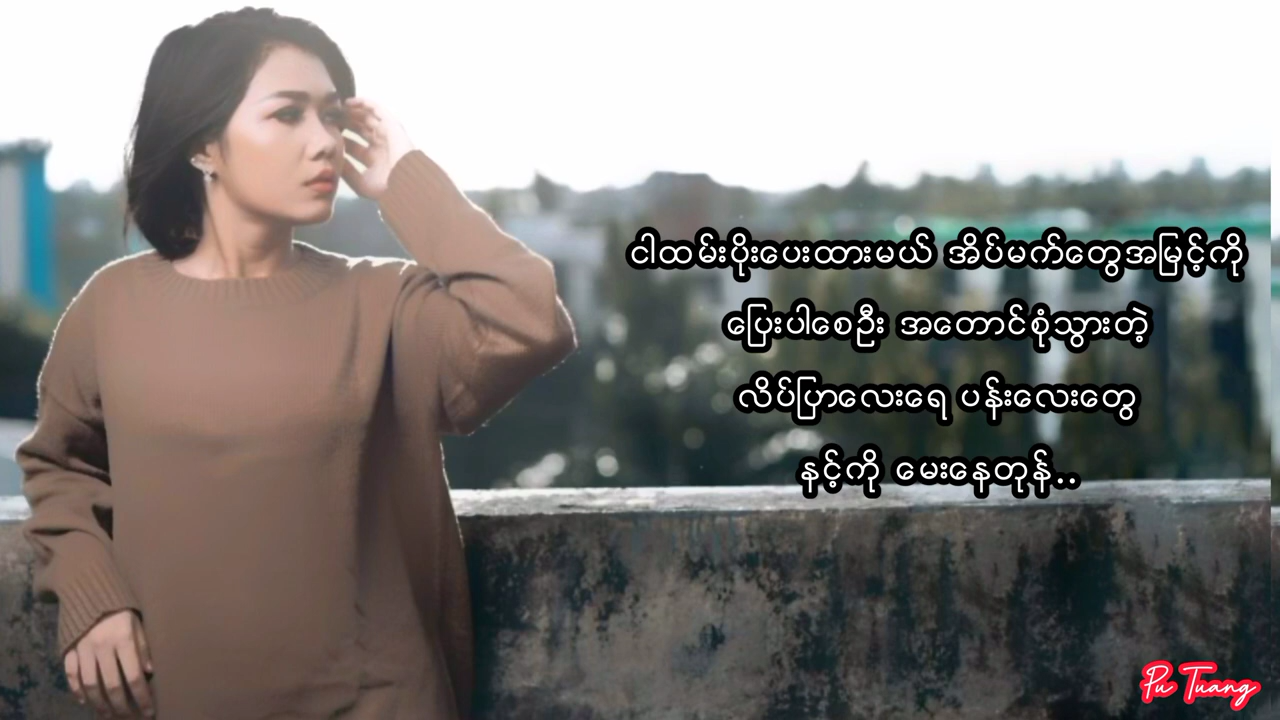 ငါထမ်းပိုးပေးထားမယ် အိပ်မက်တွေအမြင့်ကို
ပြေးပါစေဦး အတောင်စုံသွားတဲ့
လိပ်ပြာလေးရေ ပန်းလေးတွေ
နင့်ကို မေးနေတုန်..
Pu Tuang